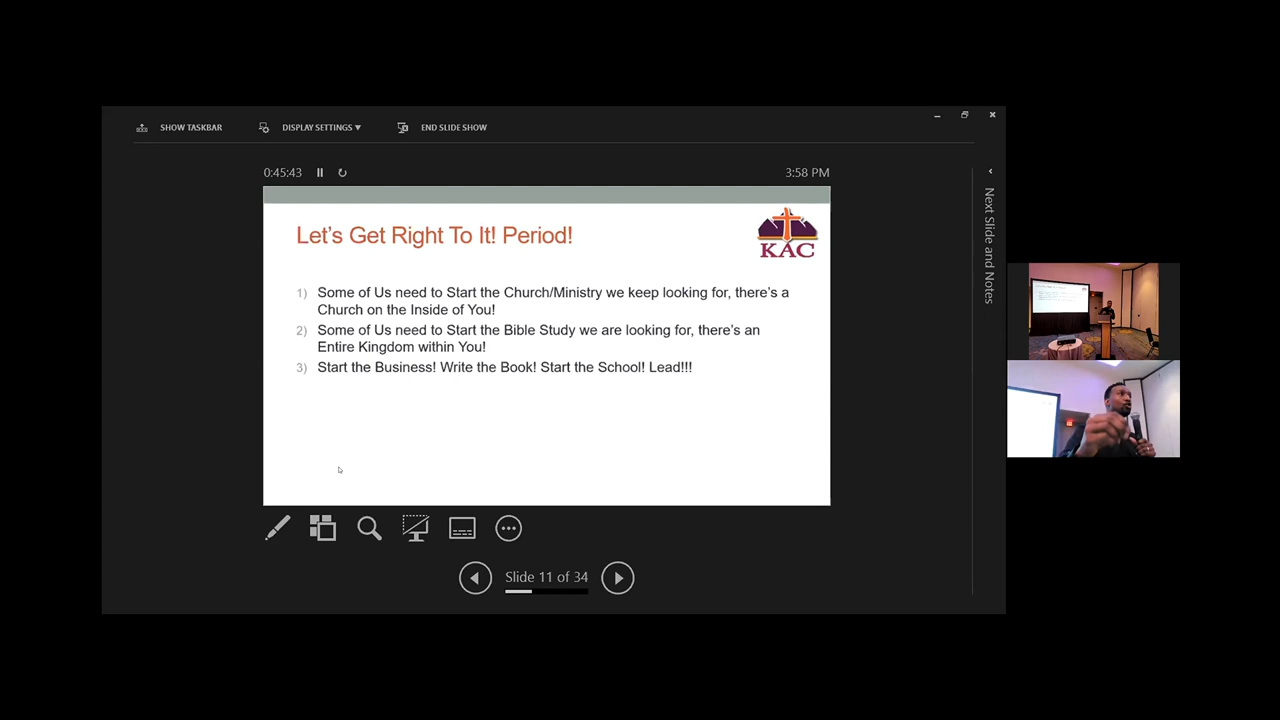 SHOW TASKBAR
DISPLAY SETTINGS ▼
END SLIDE SHOW
0:45:43
3:58 PM
Let's Get Right To It! Period!
KAC
1) Some of Us need to Start the Church/Ministry we keep looking for, there's a
Church on the Inside of You!
2) Some of Us need to Start the Bible Study we are looking for, there's an
Entire Kingdom within You!
3) Start the Business! Write the Book! Start the School! Lead!!!
Slide 11 of 34
Next Slide and Notes